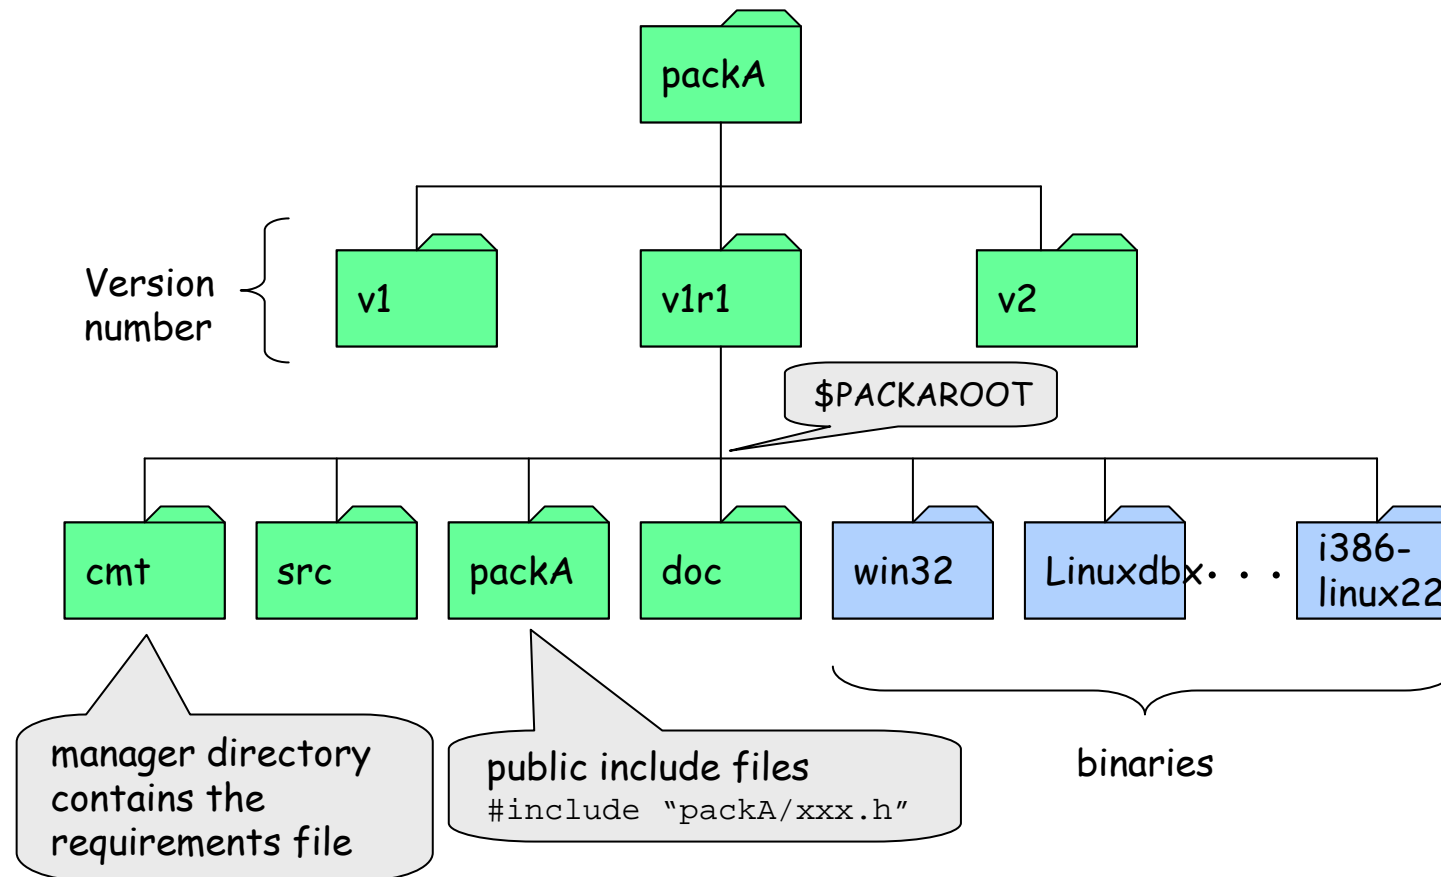 packA
Version
number
v1
v1r1
v2
$PACKAROOT
cmt
src
packA
doc
win32
Linuxdbx
. . .
i386-
linux22
manager directory
contains the
requirements file
public include files
#include “packA/xxx.h”
binaries